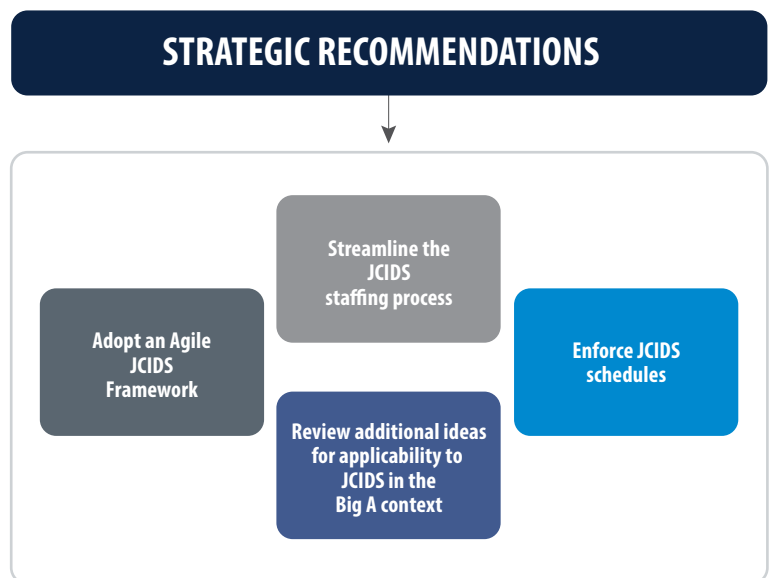 STRATEGIC RECOMMENDATIONS
Streamline the
JCIDS
staffing process
Adopt an Agile
JCIDS
Framework
Enforce JCIDS
schedules
Review additional ideas
for applicability to
JCIDS in the
Big A context